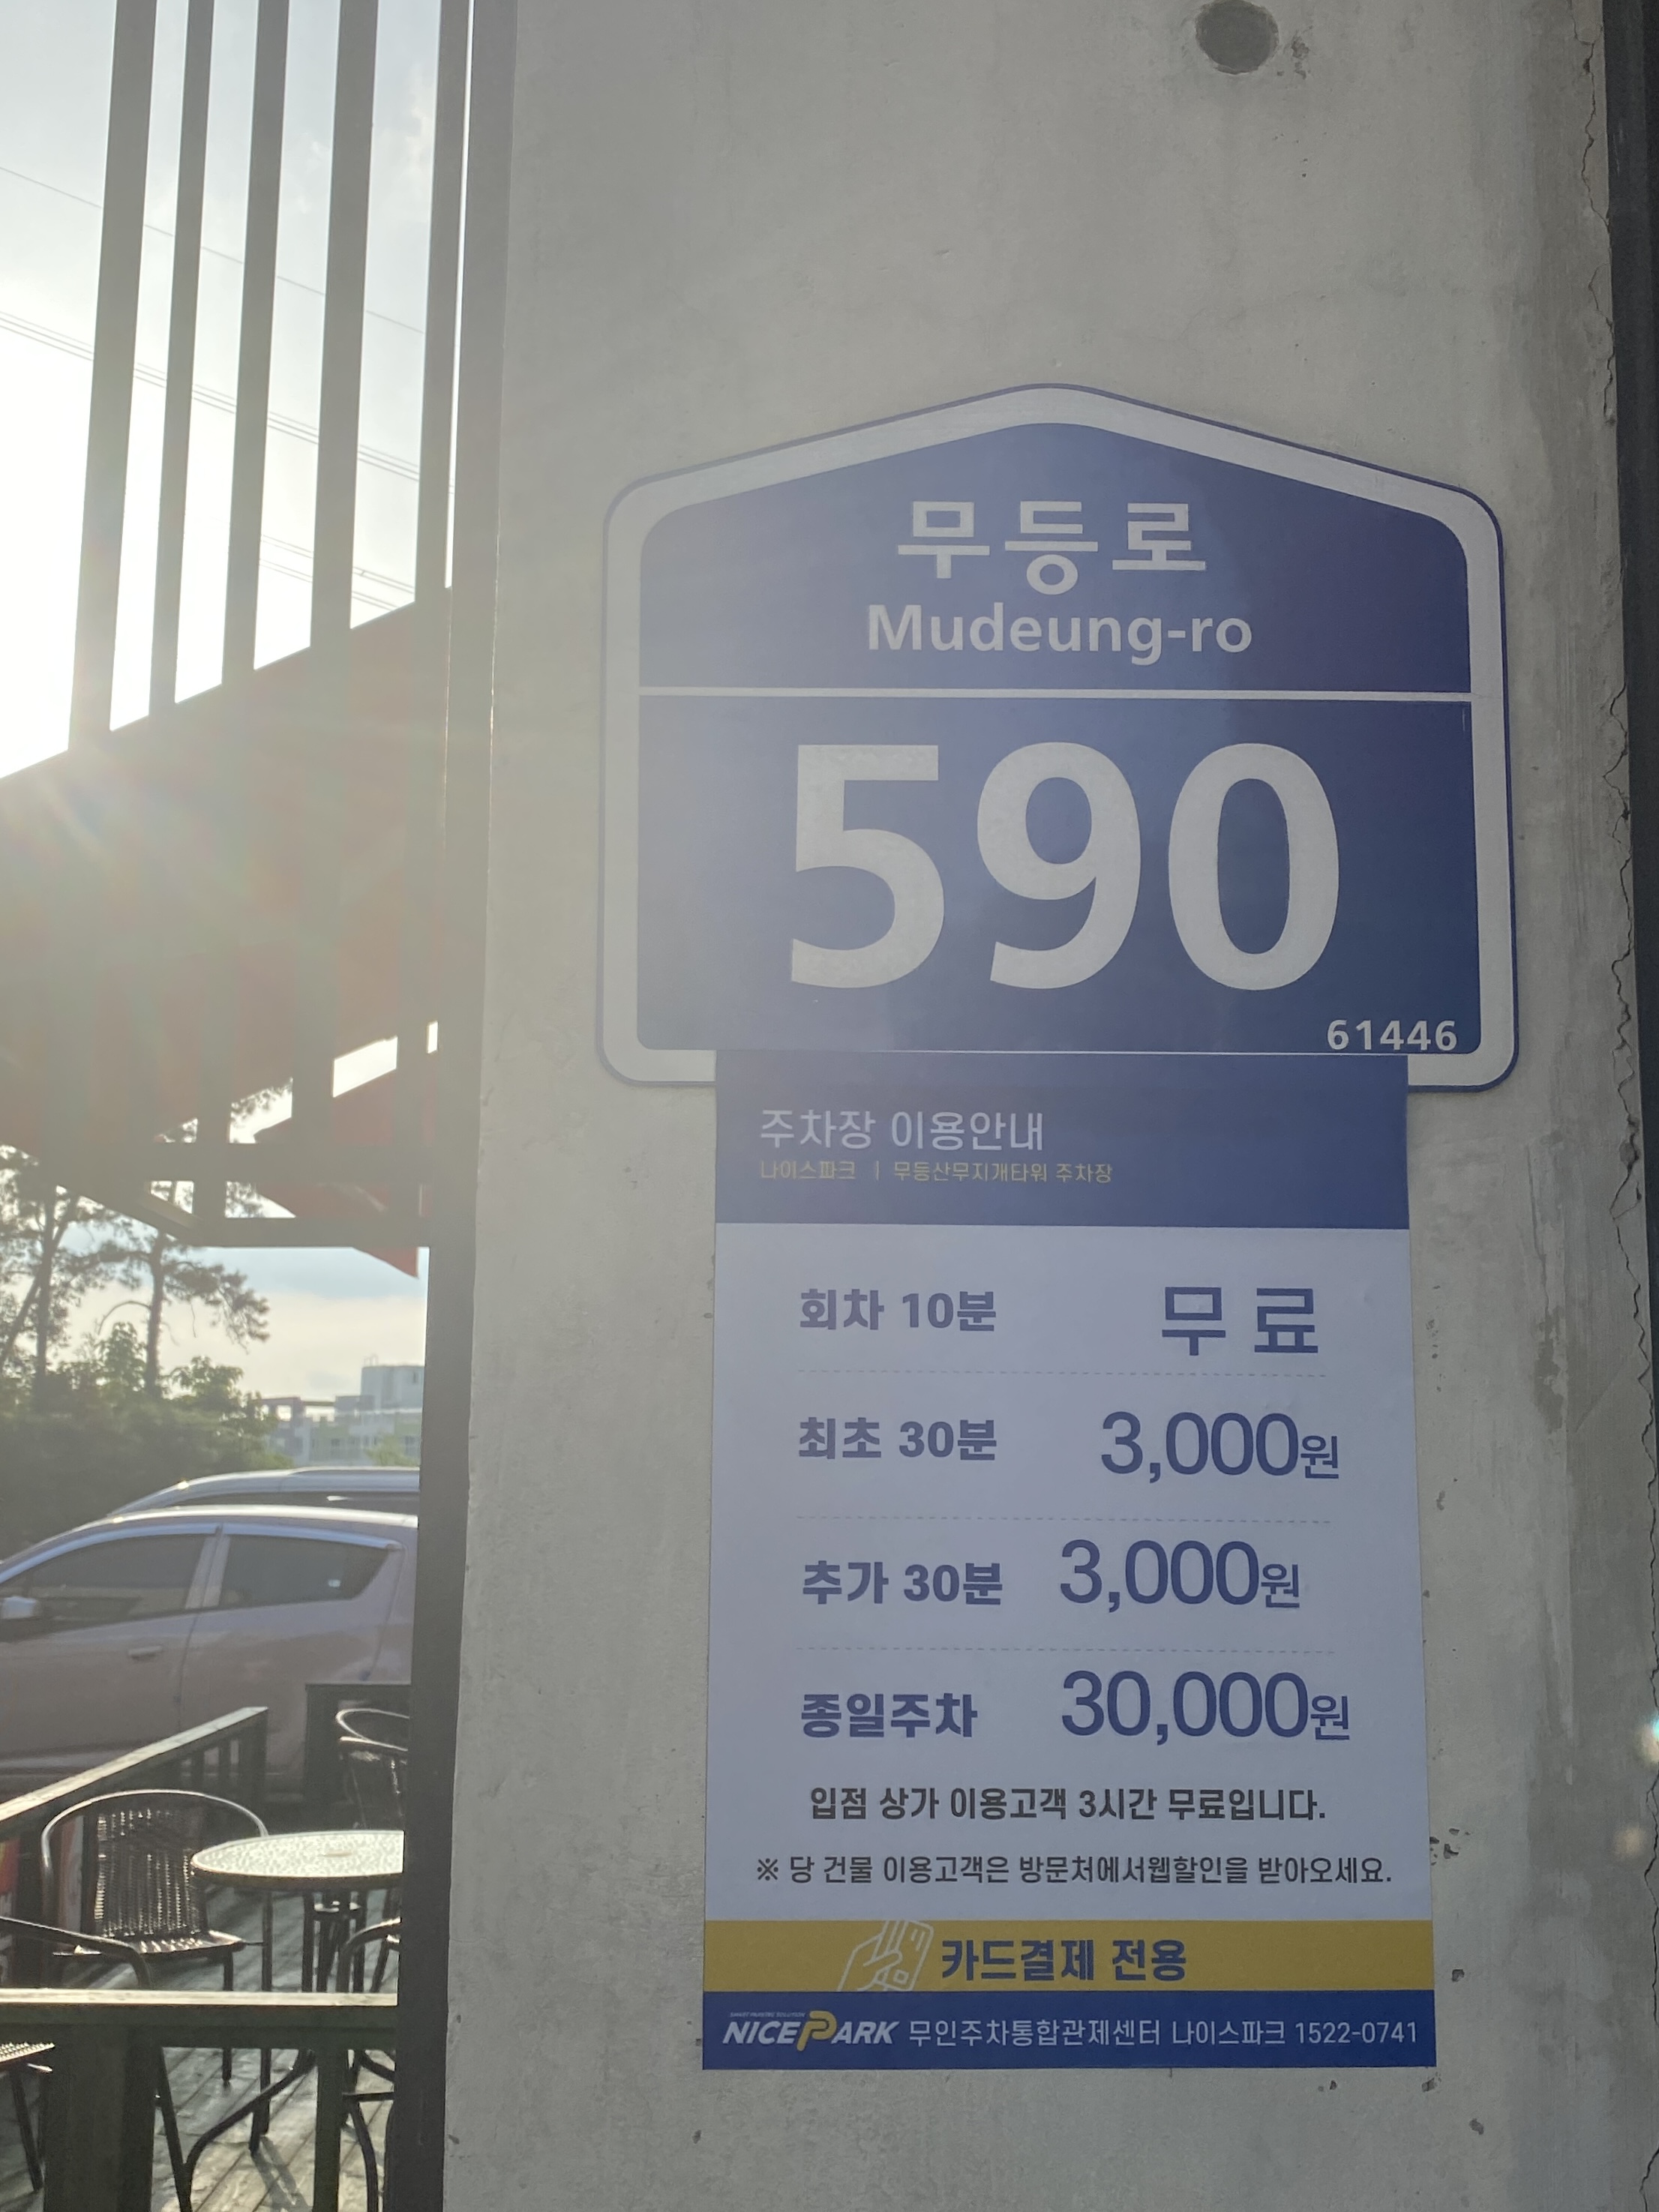 무등로
Mudeung-ro
590
61446
주차장 이용안내
나이스파크 | 무등산무지개타워 주차장
회차 10분 무료
최초 30분 3,000원
추가 30분 3,000원
종일주차 30,000원
입점 상가 이용고객 3시간 무료입니다.
※ 당 건물 이용고객은 방문처에서웹할인을 받아오세요.
카드결제 전용
NICEPARK 무인주차통합관제센터 나이스파크 1522-0741